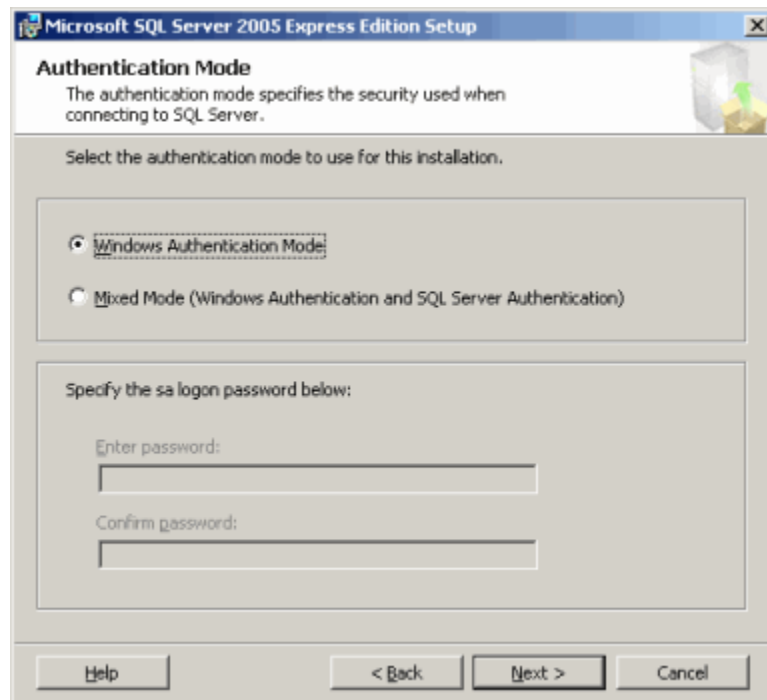 Microsoft SQL Server 2005 Express Edition Setup
Authentication Mode
The authentication mode specifies the security used when
connecting to SQL Server.
Select the authentication mode to use for this installation.
Windows Authentication Mode
Mixed Mode (Windows Authentication and SQL Server Authentication)
Specify the sa logon password below:
Enter password:
Confirm password:
Help
< Back
Next >
Cancel